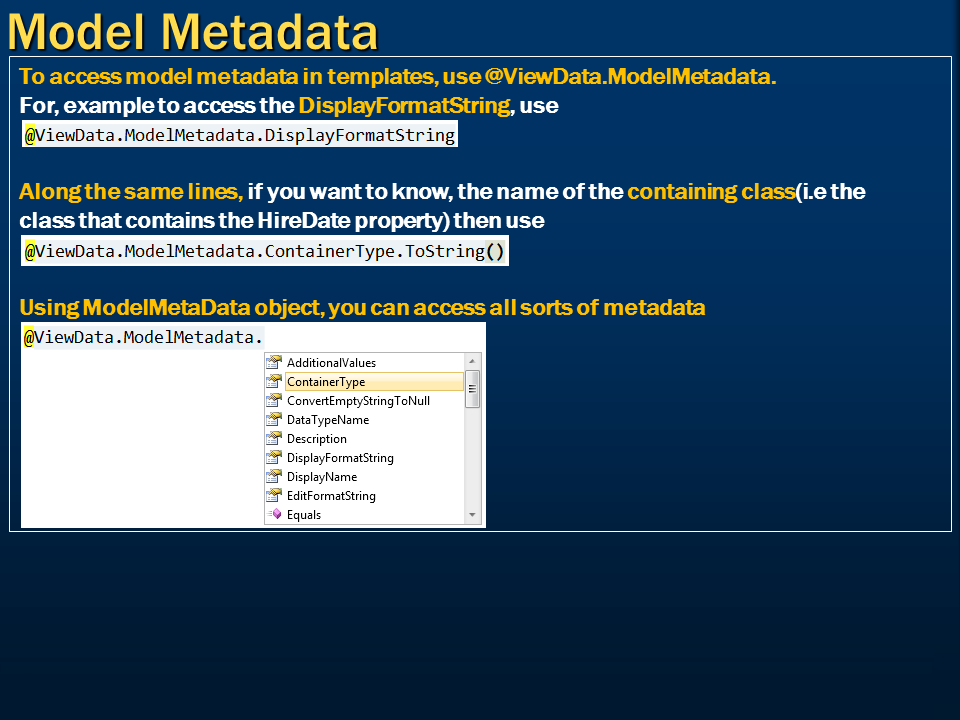 Model Metadata
To access model metadata in templates, use @ViewData.ModelMetadata.
For, example to access the DisplayFormatString, use
@ViewData.ModelMetadata.DisplayFormatString
Along the same lines, if you want to know, the name of the containing class(i.e the
class that contains the HireDate property) then use
@ViewData.ModelMetadata.ContainerType.ToString()
Using ModelMetaData object, you can access all sorts of metadata
@ViewData.ModelMetadata.
AdditionalValues
ContainerType
ConvertEmptyStringToNull
DataTypeName
Description
DisplayFormatString
DisplayName
EditFormatString
Equals